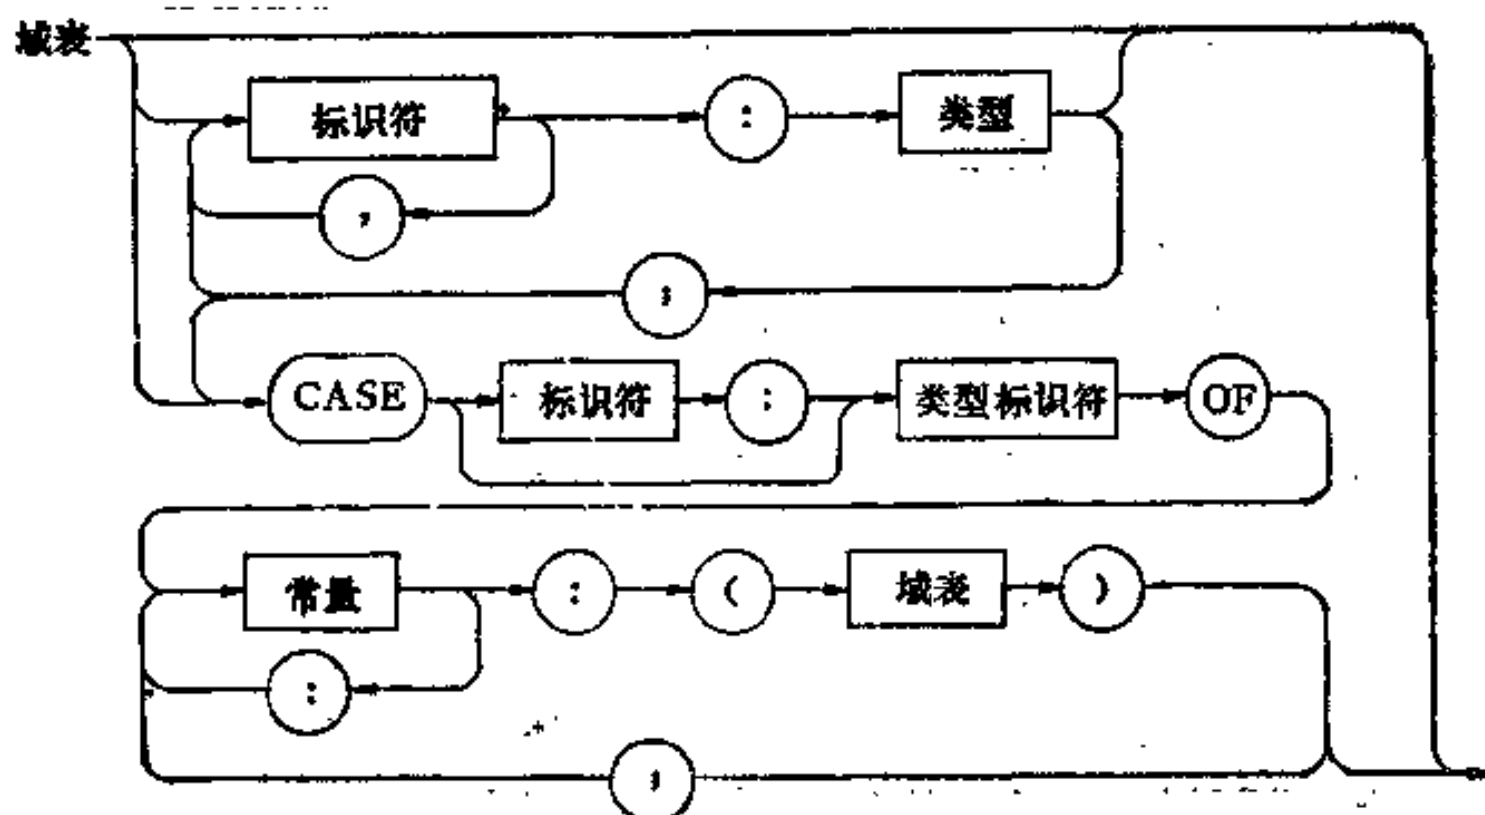 域表
标识符 : 类型
,
;
CASE 标识符 : 类型标识符 OF
常量 : ( 域表 )
:
,